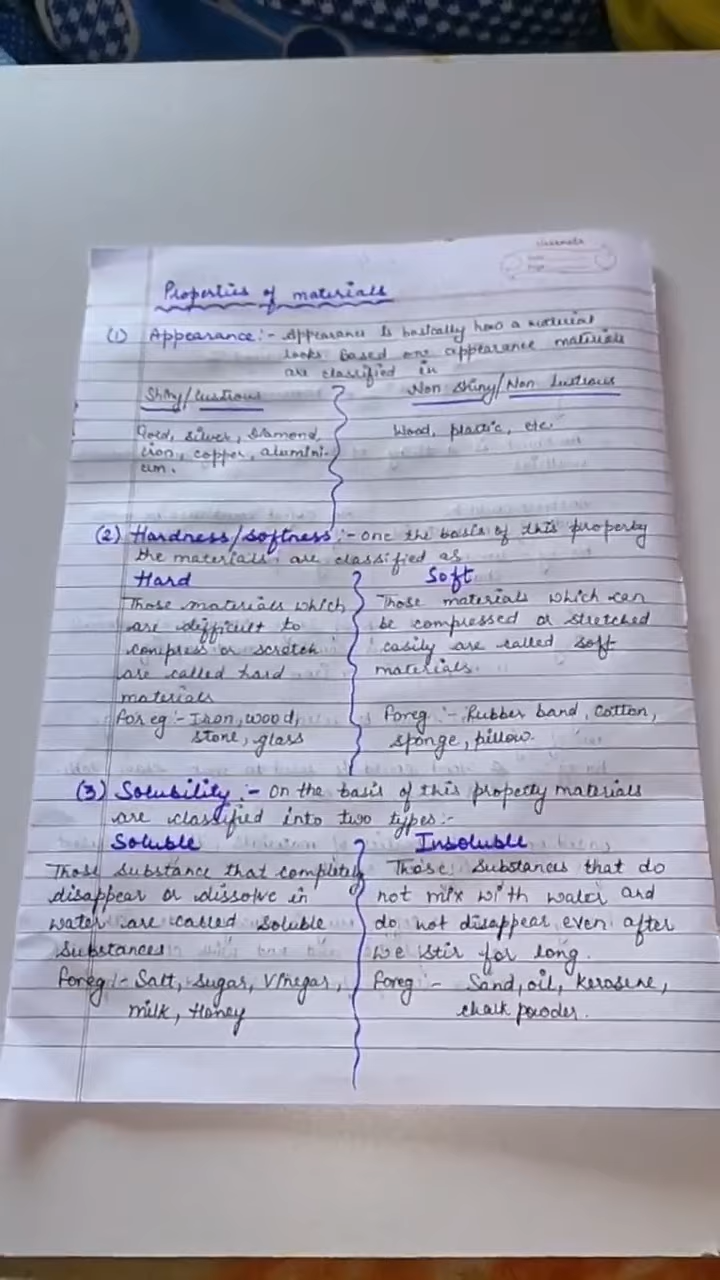 classmate
Date
Page
Properties of materials
(1) Appearance :- Appearance is basically how a material
looks based one appearance materials
are classified in
Shiny/Lustrous
Non Shiny/Non lustrous
Gold, silver, diamond,
iron, copper, alumini-
um.
Wood, plastic, etc
(2) Hardness/softness :- one the basis of this property
the materials are classified as
Hard
Soft
Those materials which
are difficult to
compress or scratch
are called hard
materials
For eg :- Iron, wood,
stone, glass
Those materials which can
be compressed or stretched
easily are called soft
materials.
Foreg :- Rubber band, cotton,
sponge, pillow.
(3) Solubility :- On the basis of this property materials
are classified into two types:-
Soluble
Insoluble
Those substance that completely
disappear or dissolve in
water are called soluble
substances
Foreg :- Salt, sugar, Vinegar,
milk, Honey
Those substances that do
not mix with water and
do not disappear even after
we stir for long.
Foreg :- Sand, oil, kerosene,
chalk powder.